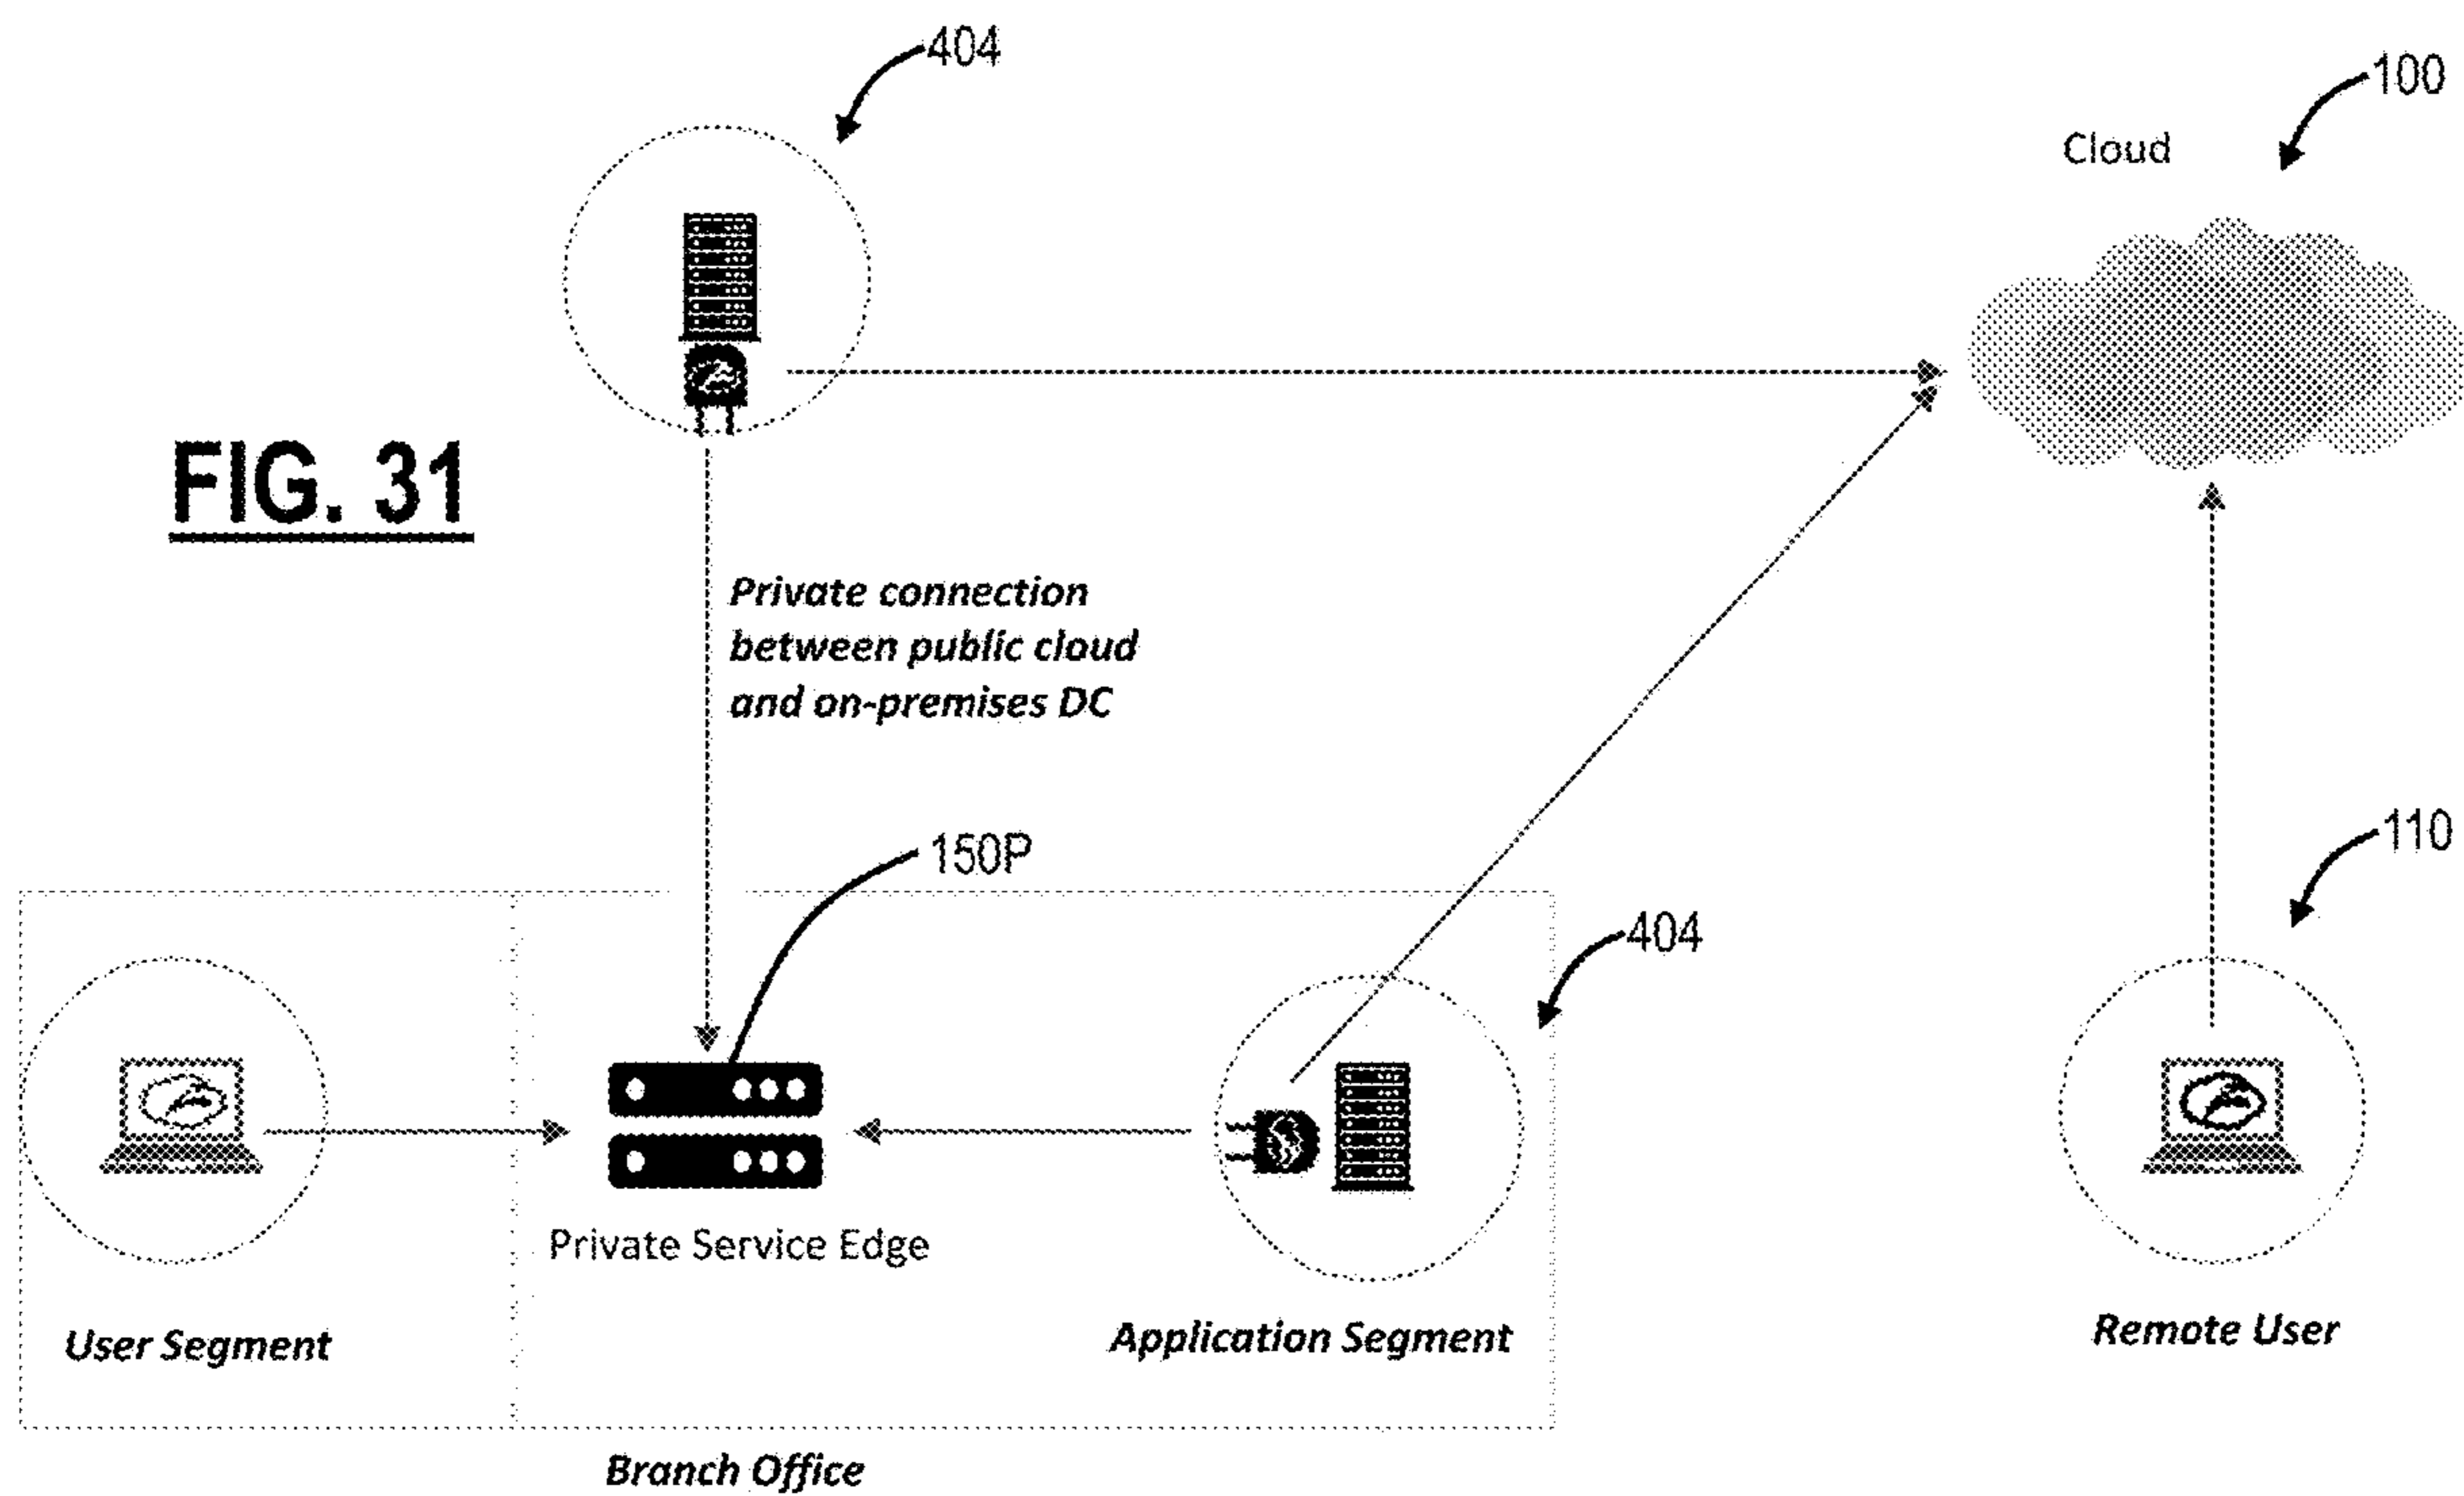 404
100
Cloud
FIG. 31
Private connection
between public cloud
and on-premises DC
150P
110
404
Private Service Edge
User Segment
Application Segment
Remote User
Branch Office